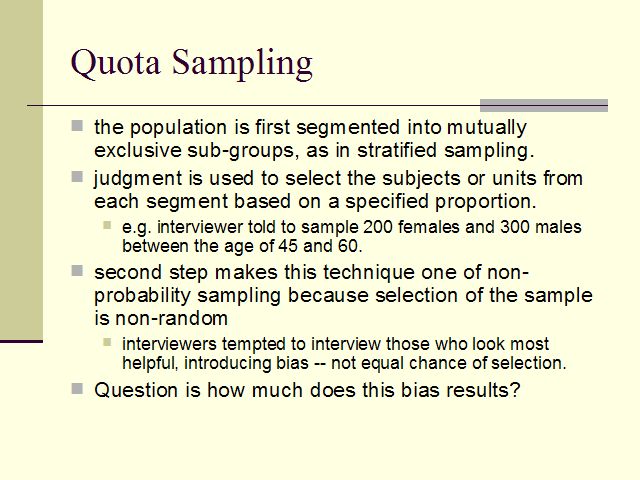 Quota Sampling
the population is first segmented into mutually
exclusive sub-groups, as in stratified sampling.
judgment is used to select the subjects or units from
each segment based on a specified proportion.
e.g. interviewer told to sample 200 females and 300 males
between the age of 45 and 60.
second step makes this technique one of non-
probability sampling because selection of the sample
is non-random
interviewers tempted to interview those who look most
helpful, introducing bias -- not equal chance of selection.
Question is how much does this bias results?